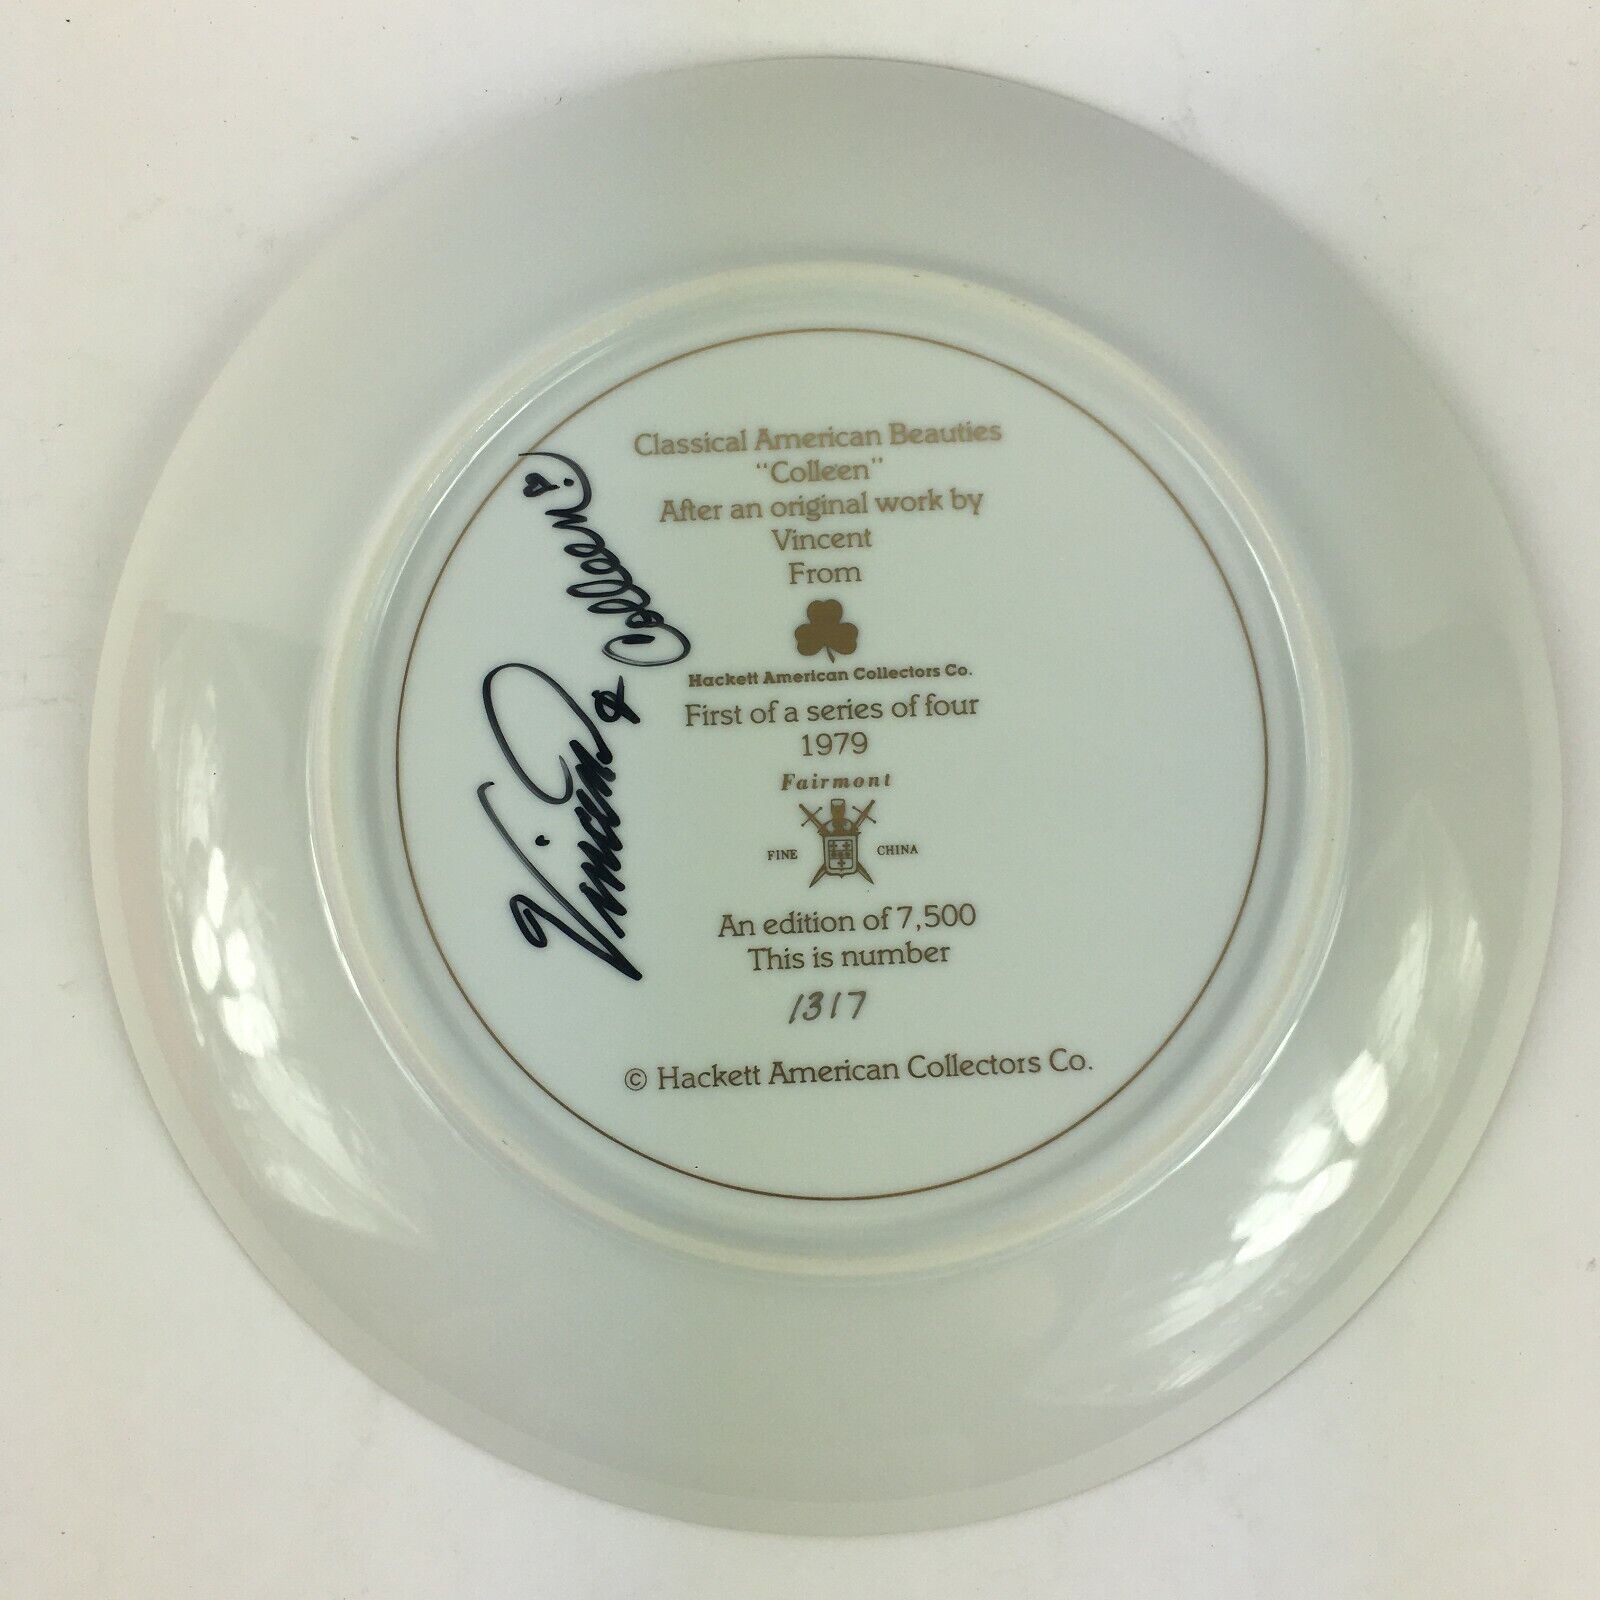 Classical American Beauties
"Colleen"
After an original work by
Vincent
From
Hackett American Collectors Co.
First of a series of four
1979
Fairmont
FINE CHINA
An edition of 7,500
This is number
1317
© Hackett American Collectors Co.
Vincent & Colleen!